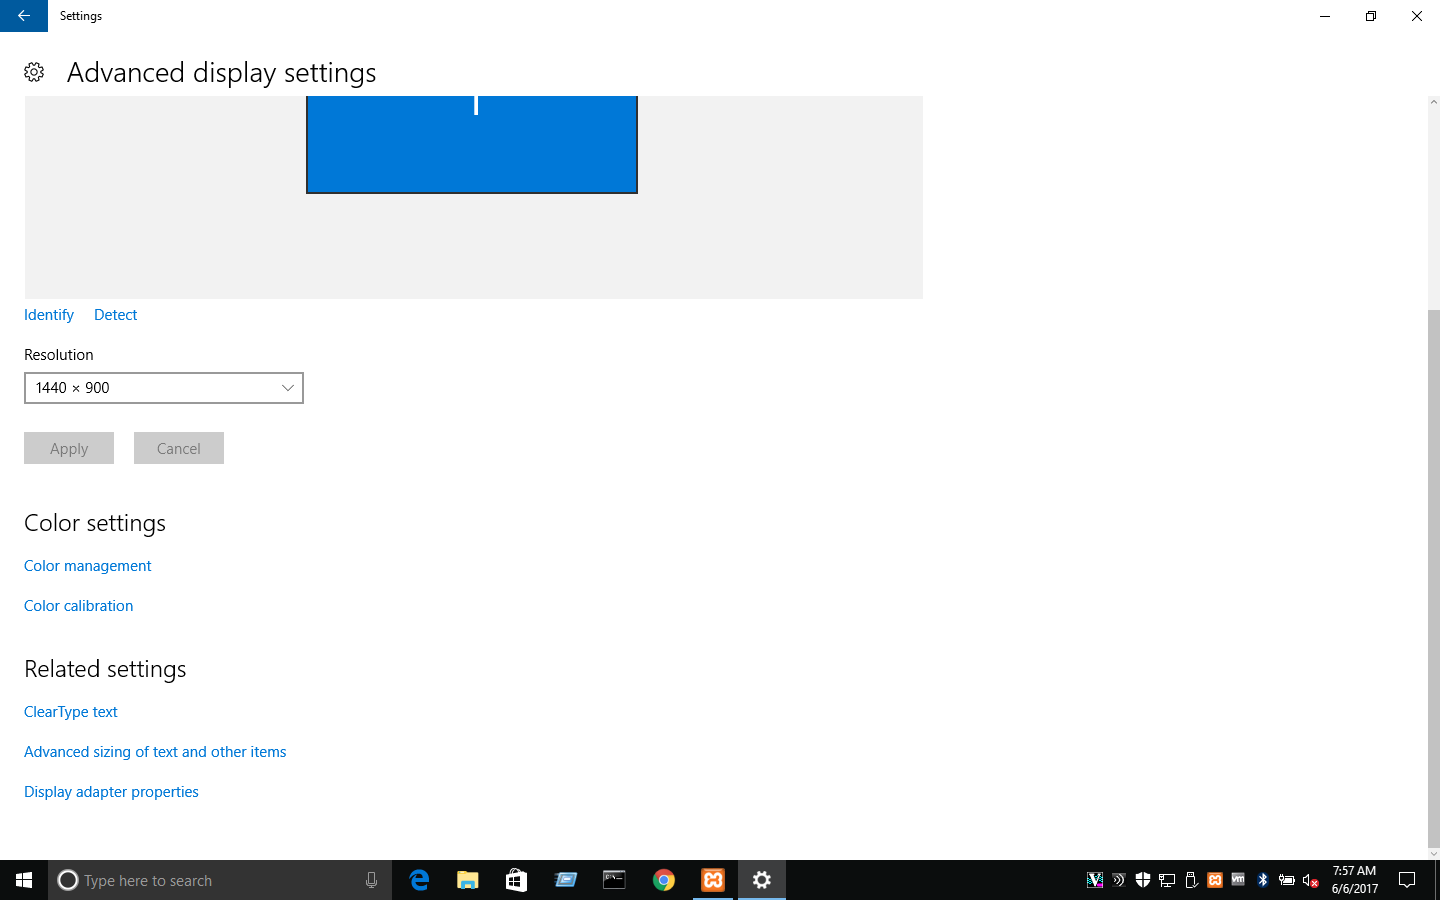 Settings
Advanced display settings
Identify Detect
Resolution
1440 × 900
Apply Cancel
Color settings
Color management
Color calibration
Related settings
ClearType text
Advanced sizing of text and other items
Display adapter properties
Type here to search
7:57 AM
6/6/2017